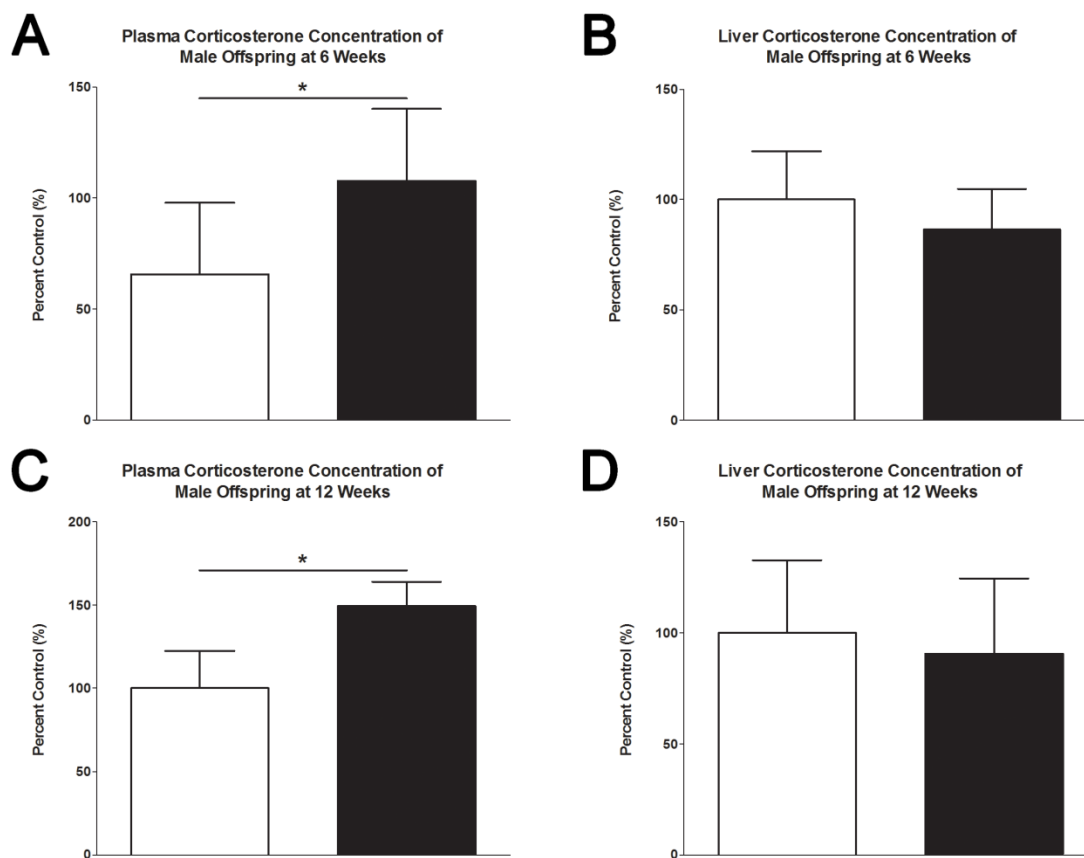 A
Plasma Corticosterone Concentration of
Male Offspring at 6 Weeks
150
100
50
0
Percent Control (%)
*
B
Liver Corticosterone Concentration of
Male Offspring at 6 Weeks
150
100
50
0
Percent Control (%)
C
Plasma Corticosterone Concentration of
Male Offspring at 12 Weeks
200
150
100
50
0
Percent Control (%)
*
D
Liver Corticosterone Concentration of
Male Offspring at 12 Weeks
150
100
50
0
Percent Control (%)